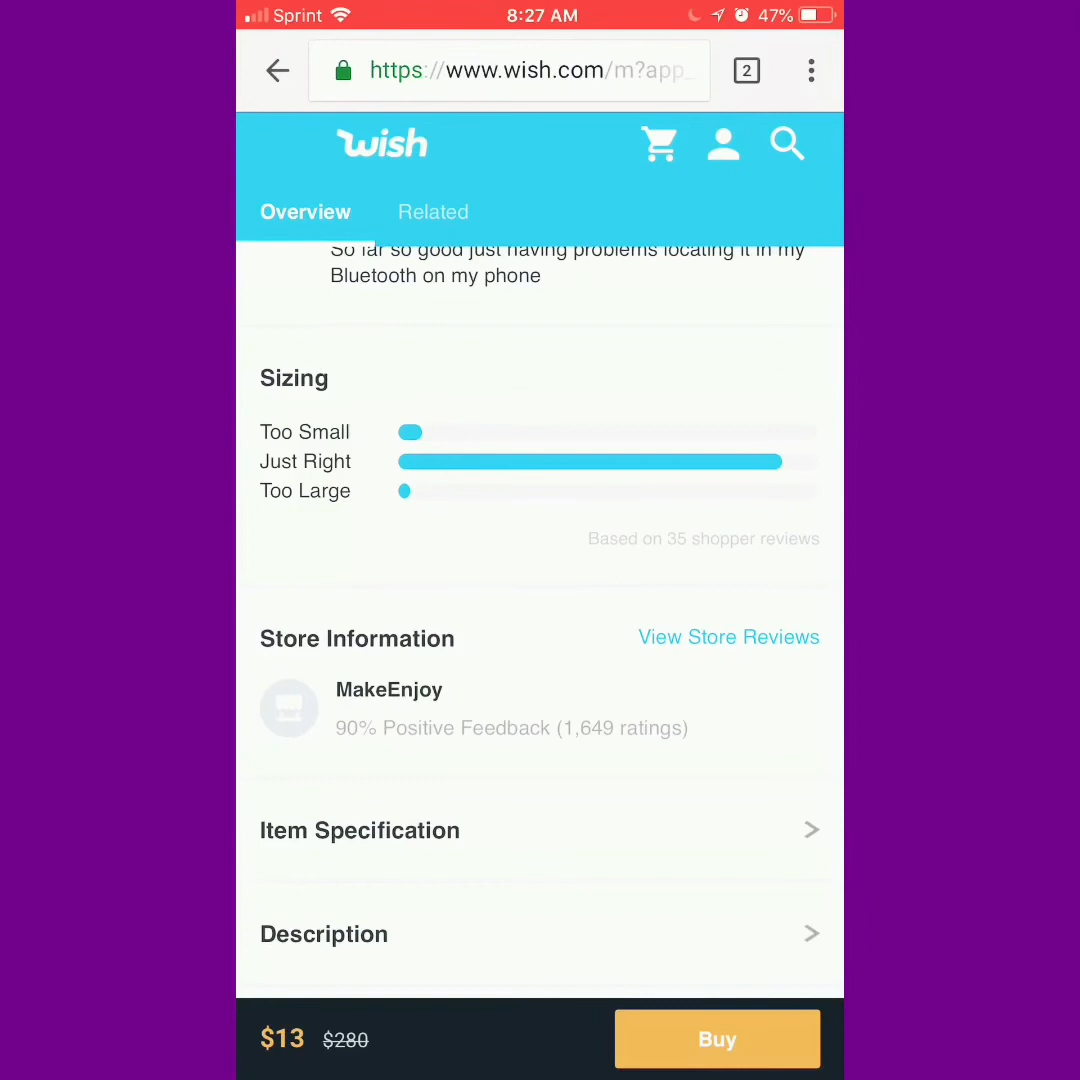 Sprint 8:27 AM 47%
https://www.wish.com/m?app_ 2
wish
Overview Related
So far so good just having problems locating it in my
Bluetooth on my phone
Sizing
Too Small
Just Right
Too Large
Based on 35 shopper reviews
Store Information View Store Reviews
MakeEnjoy
90% Positive Feedback (1,649 ratings)
Item Specification >
Description >
$13 $280 Buy